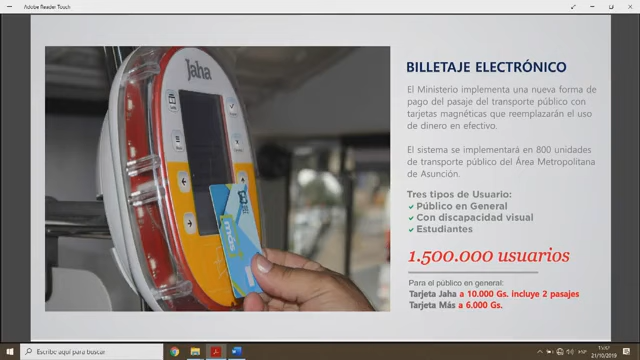 Adobe Reader Touch
Jaha
más
BILLETAJE ELECTRÓNICO
El Ministerio implementa una nueva forma de
pago del pasaje del transporte público con
tarjetas magnéticas que reemplazarán el uso
de dinero en efectivo.
El sistema se implementará en 800 unidades
de transporte público del Área Metropolitana
de Asunción.
Tres tipos de Usuario:
Público en General
Con discapacidad visual
Estudiantes
1.500.000 usuarios
Para el público en general:
Tarjeta Jaha a 10.000 Gs. incluye 2 pasajes
Tarjeta Más a 6.000 Gs.
Escribe aquí para buscar
ESP
21/10/2019